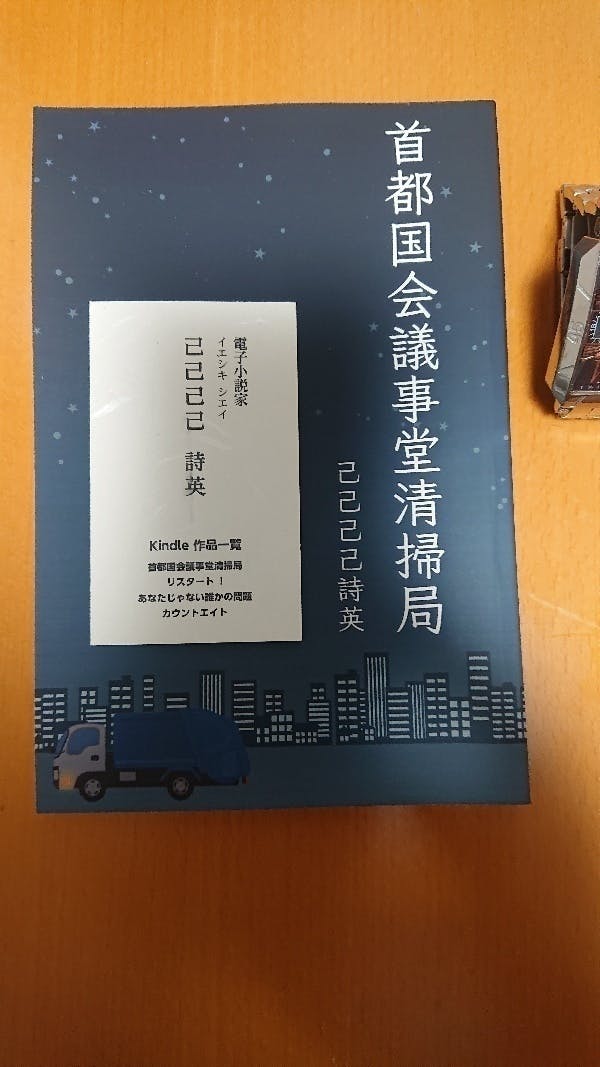 首都国会議事堂清掃局
己己己己詩英
電子小説家
イエシキ シエイ
己己己己 詩英
Kindle 作品一覧
首都国会議事堂清掃局
リスタート！
あなたじゃない誰かの問題
カウントエイト